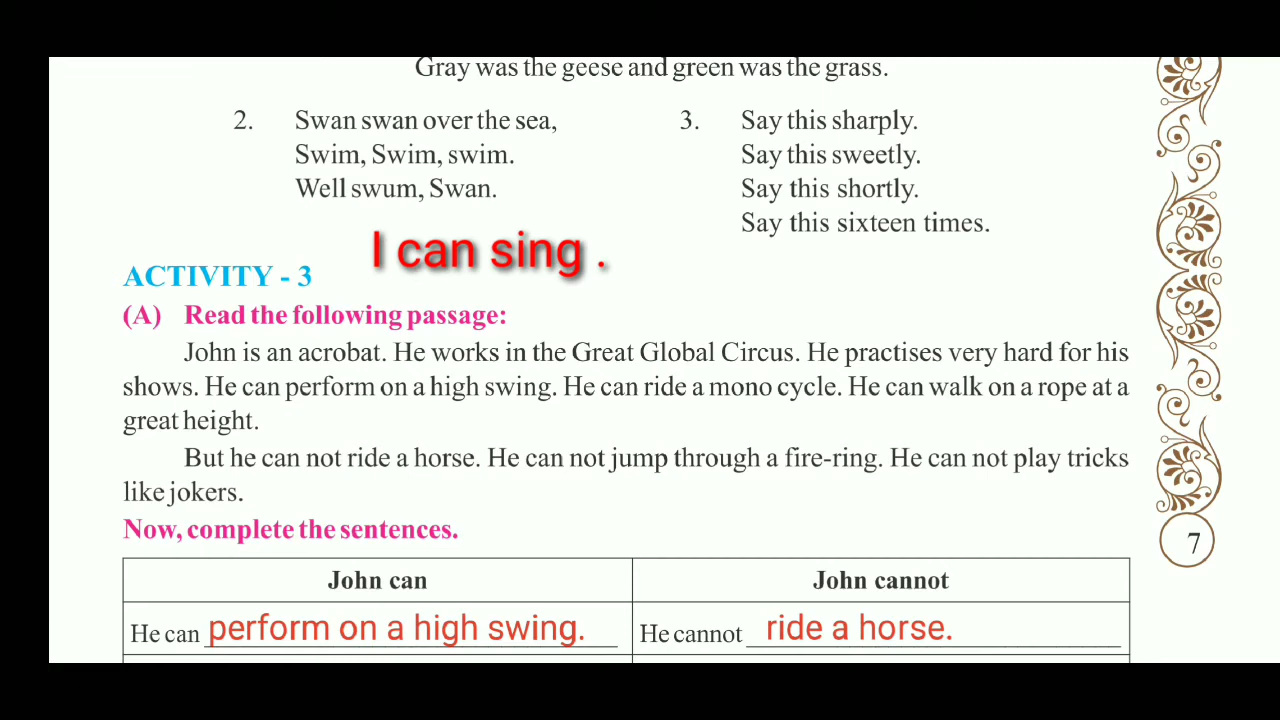 Gray was the geese and green was the grass.
2. Swan swan over the sea,
Swim, Swim, swim.
Well swum, Swan.
3. Say this sharply.
Say this sweetly.
Say this shortly.
Say this sixteen times.
I can sing .
ACTIVITY - 3
(A) Read the following passage:
John is an acrobat. He works in the Great Global Circus. He practises very hard for his
shows. He can perform on a high swing. He can ride a mono cycle. He can walk on a rope at a
great height.
But he can not ride a horse. He can not jump through a fire-ring. He can not play tricks
like jokers.
Now, complete the sentences.
John can
John cannot
He can perform on a high swing.
He cannot ride a horse.
7